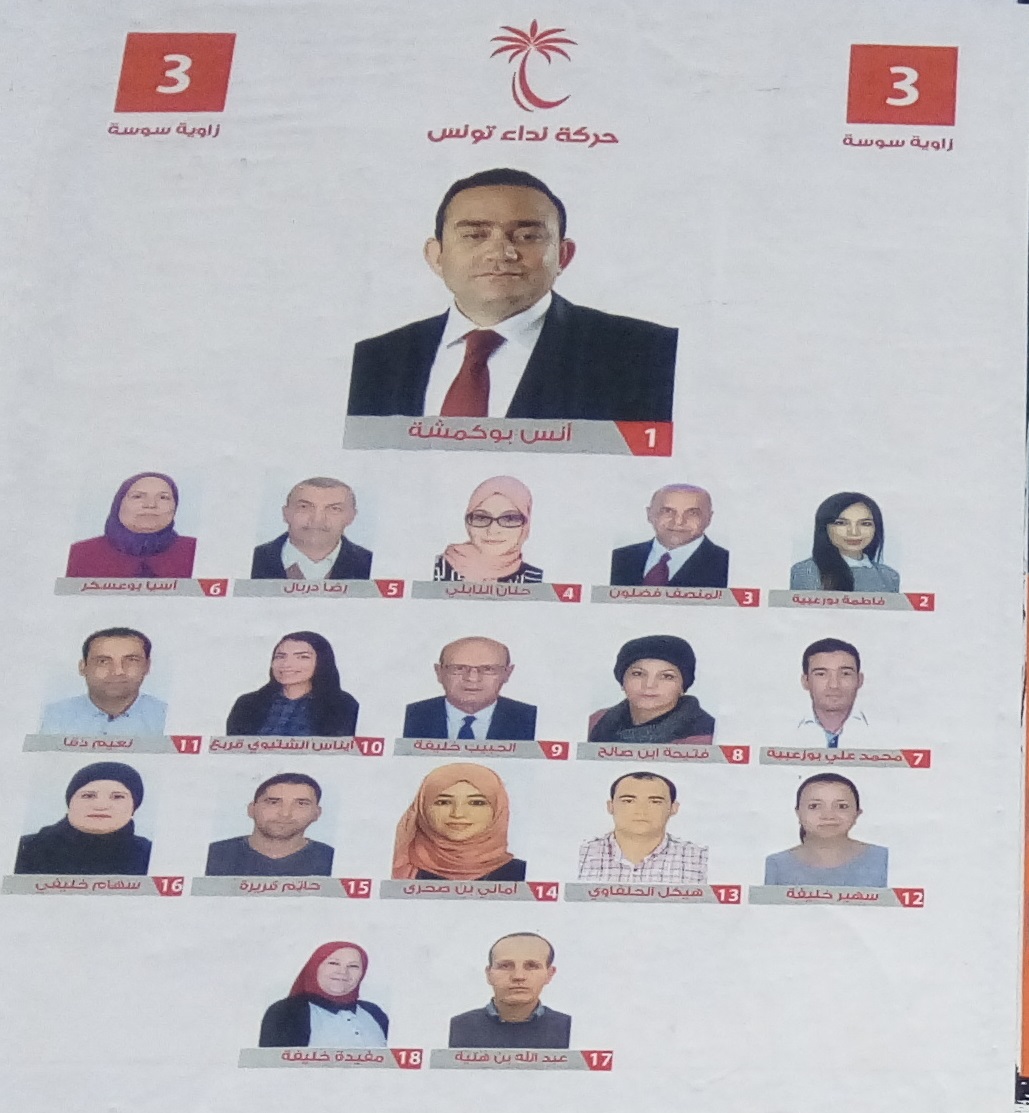 3
زاوية سوسة
حركة نداء تونس
3
زاوية سوسة
1 أنس بوكمشة
2 فاطمة بوزعبية
3 المنصف فضلون
4 حنان النابلي
5 رضا دربال
6 آسيا بوعسكر
7 محمد علي بوزعبية
8 فتيحة ابن صالح
9 الحبيب خليفة
10 ايناس الشتيوي قريع
11 نعيم دقا
12 سهير خليفة
13 هيكل الحلفاوي
14 أماني بن صحرى
15 حاتم قريرة
16 سهام خليفي
17 عبد الله بن هنية
18 مفيدة خليفة